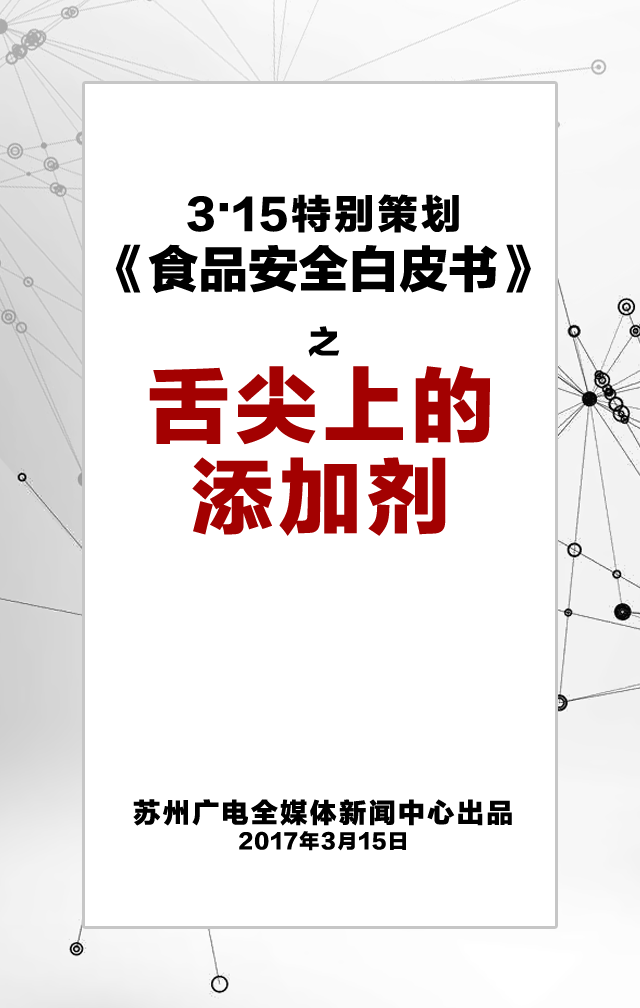 3·15特别策划
《食品安全白皮书》
之
舌尖上的
添加剂
苏州广电全媒体新闻中心出品
2017年3月15日